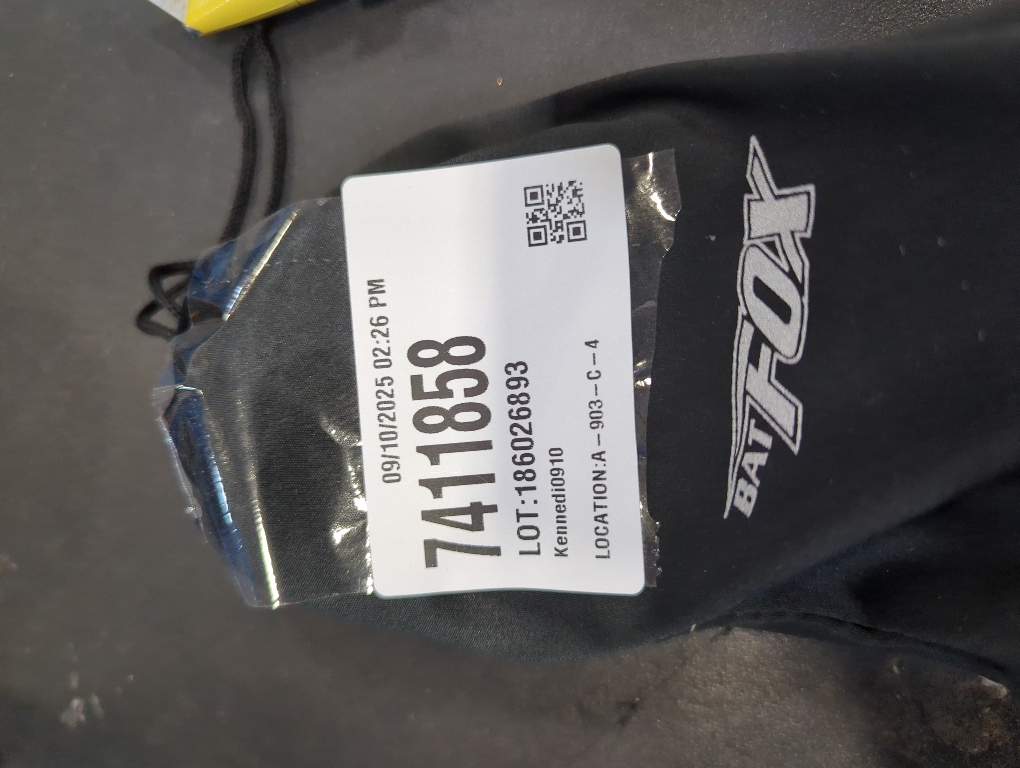 09/10/2025 02:26 PM
7411858
LOT:186026893
Kennedi0910
LOCATION:A-903-C-4
BAT FOX